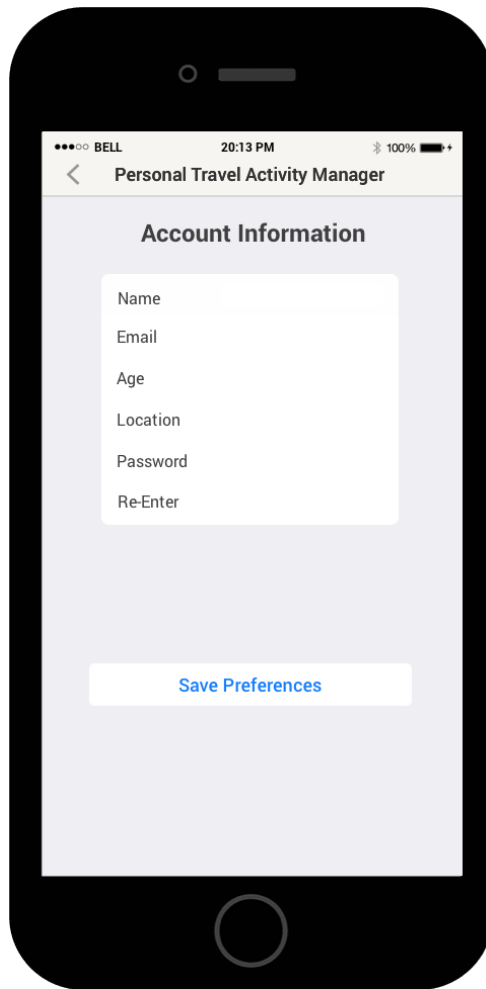 BELL 20:13 PM 100%
Personal Travel Activity Manager
Account Information
Name
Email
Age
Location
Password
Re-Enter
Save Preferences